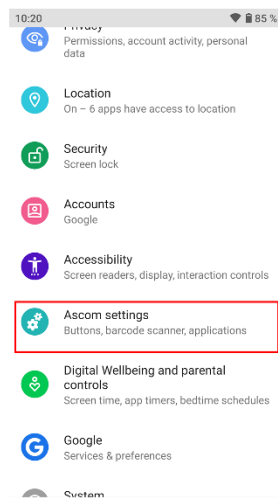 10:20 85 %
Privacy
Permissions, account activity, personal
data
Location
On – 6 apps have access to location
Security
Screen lock
Accounts
Google
Accessibility
Screen readers, display, interaction controls
Ascom settings
Buttons, barcode scanner, applications
Digital Wellbeing and parental
controls
Screen time, app timers, bedtime schedules
Google
Services & preferences
System